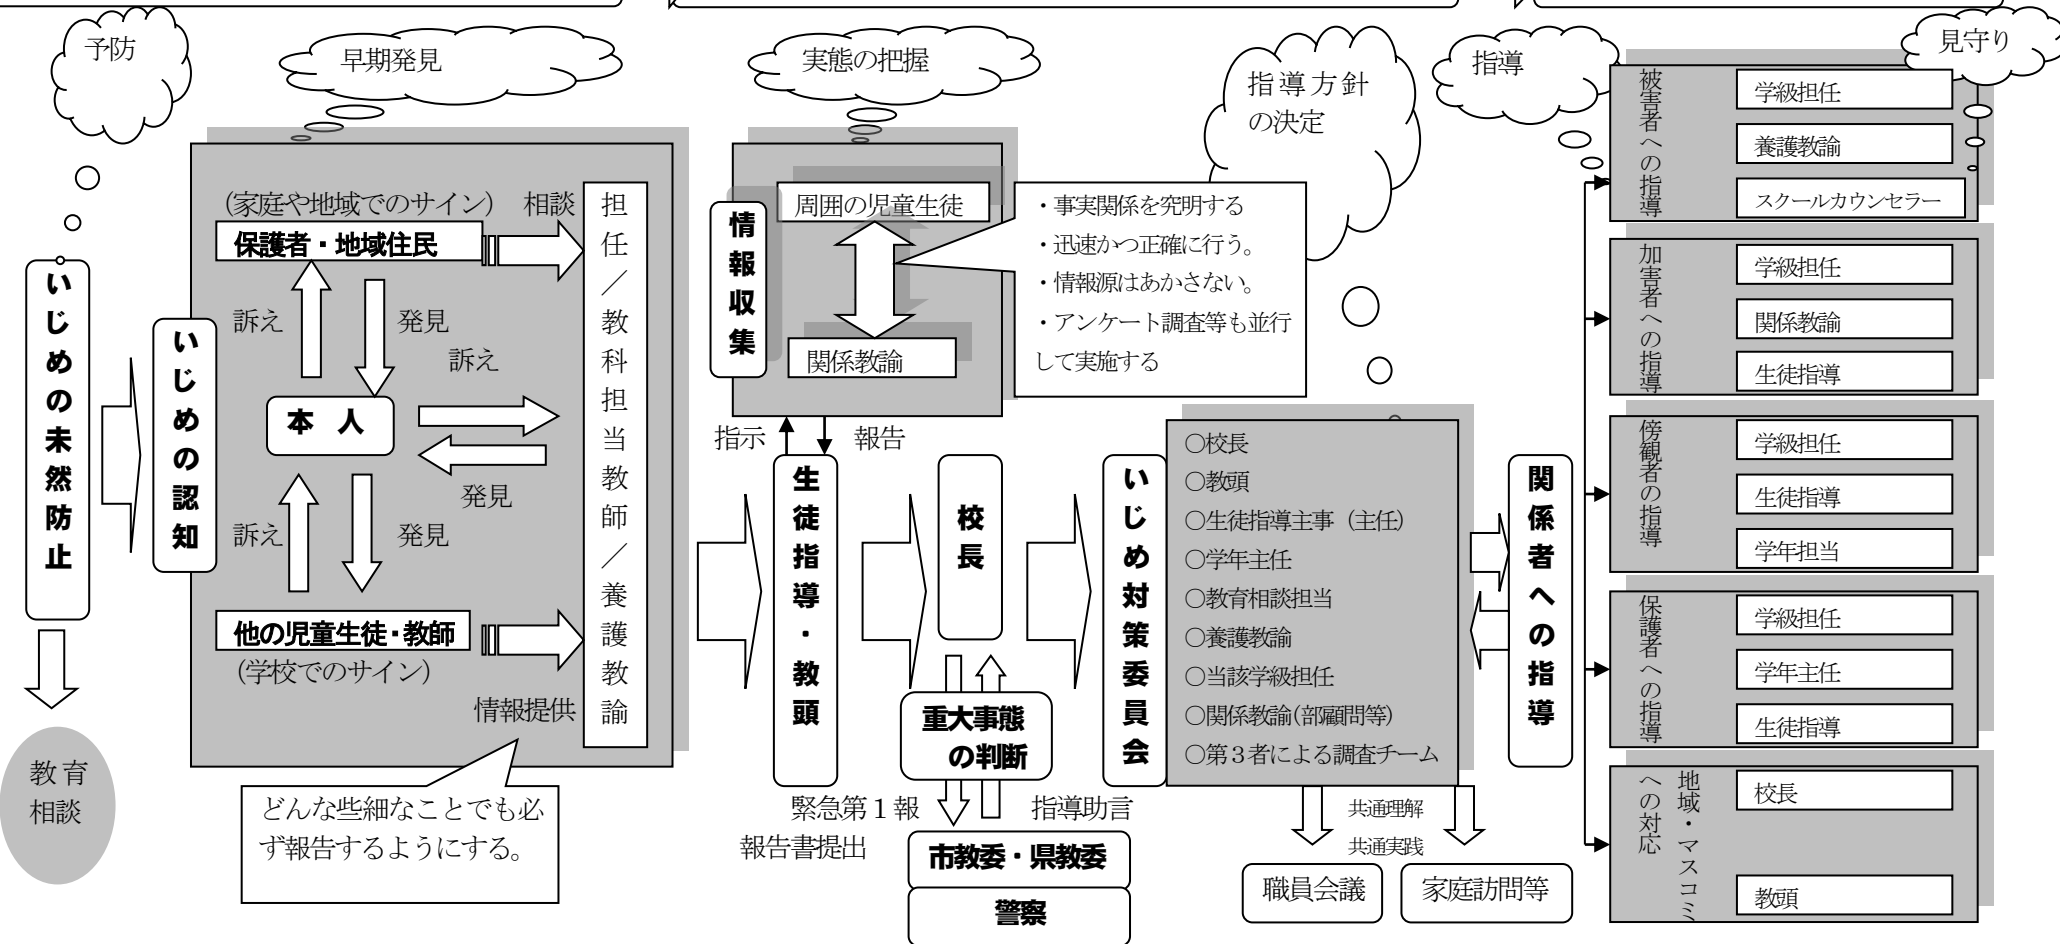 予防
早期発見
実態の把握
指導方針
の決定
指導
見守り
いじめの未然防止
教育
相談
いじめの認知
(家庭や地域でのサイン)
相談
保護者・地域住民
訴え
発見
訴え
本 人
発見
訴え
発見
他の児童生徒・教師
(学校でのサイン)
情報提供
担任／教科担当教師／養護教諭
どんな些細なことでも必
ず報告するようにする。
情報収集
周囲の児童生徒
関係教諭
・事実関係を究明する
・迅速かつ正確に行う。
・情報源はあかさない。
・アンケート調査等も並行
して実施する
指示
報告
生徒指導・教頭
校長
重大事態
の判断
緊急第１報
報告書提出
指導助言
市教委・県教委
警察
いじめ対策委員会
○校長
○教頭
○生徒指導主事（主任）
○学年主任
○教育相談担当
○養護教諭
○当該学級担任
○関係教諭(部顧問等)
○第３者による調査チーム
共通理解
共通実践
職員会議
家庭訪問等
関係者への指導
被害者への指導
学級担任
養護教諭
スクールカウンセラー
加害者への指導
学級担任
関係教諭
生徒指導
傍観者の指導
学級担任
生徒指導
学年担当
保護者への指導
学級担任
学年主任
生徒指導
地域・マスコミ
への対応
校長
教頭